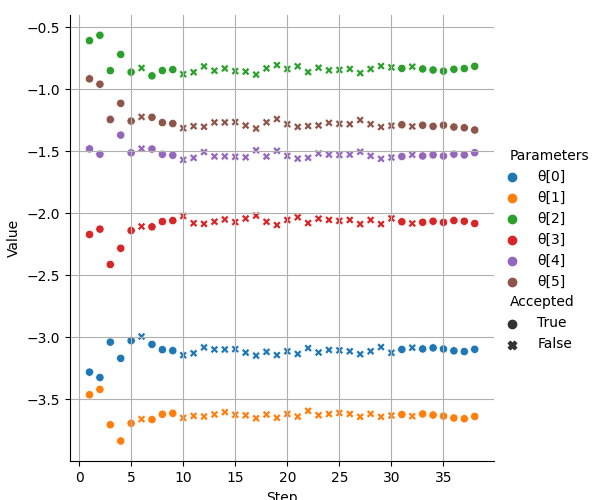 −0.5
−1.0
−1.5
−2.0
−2.5
−3.0
−3.5
Value
0 5 10 15 20 25 30 35
Step
Parameters
θ[0]
θ[1]
θ[2]
θ[3]
θ[4]
θ[5]
Accepted
True
False